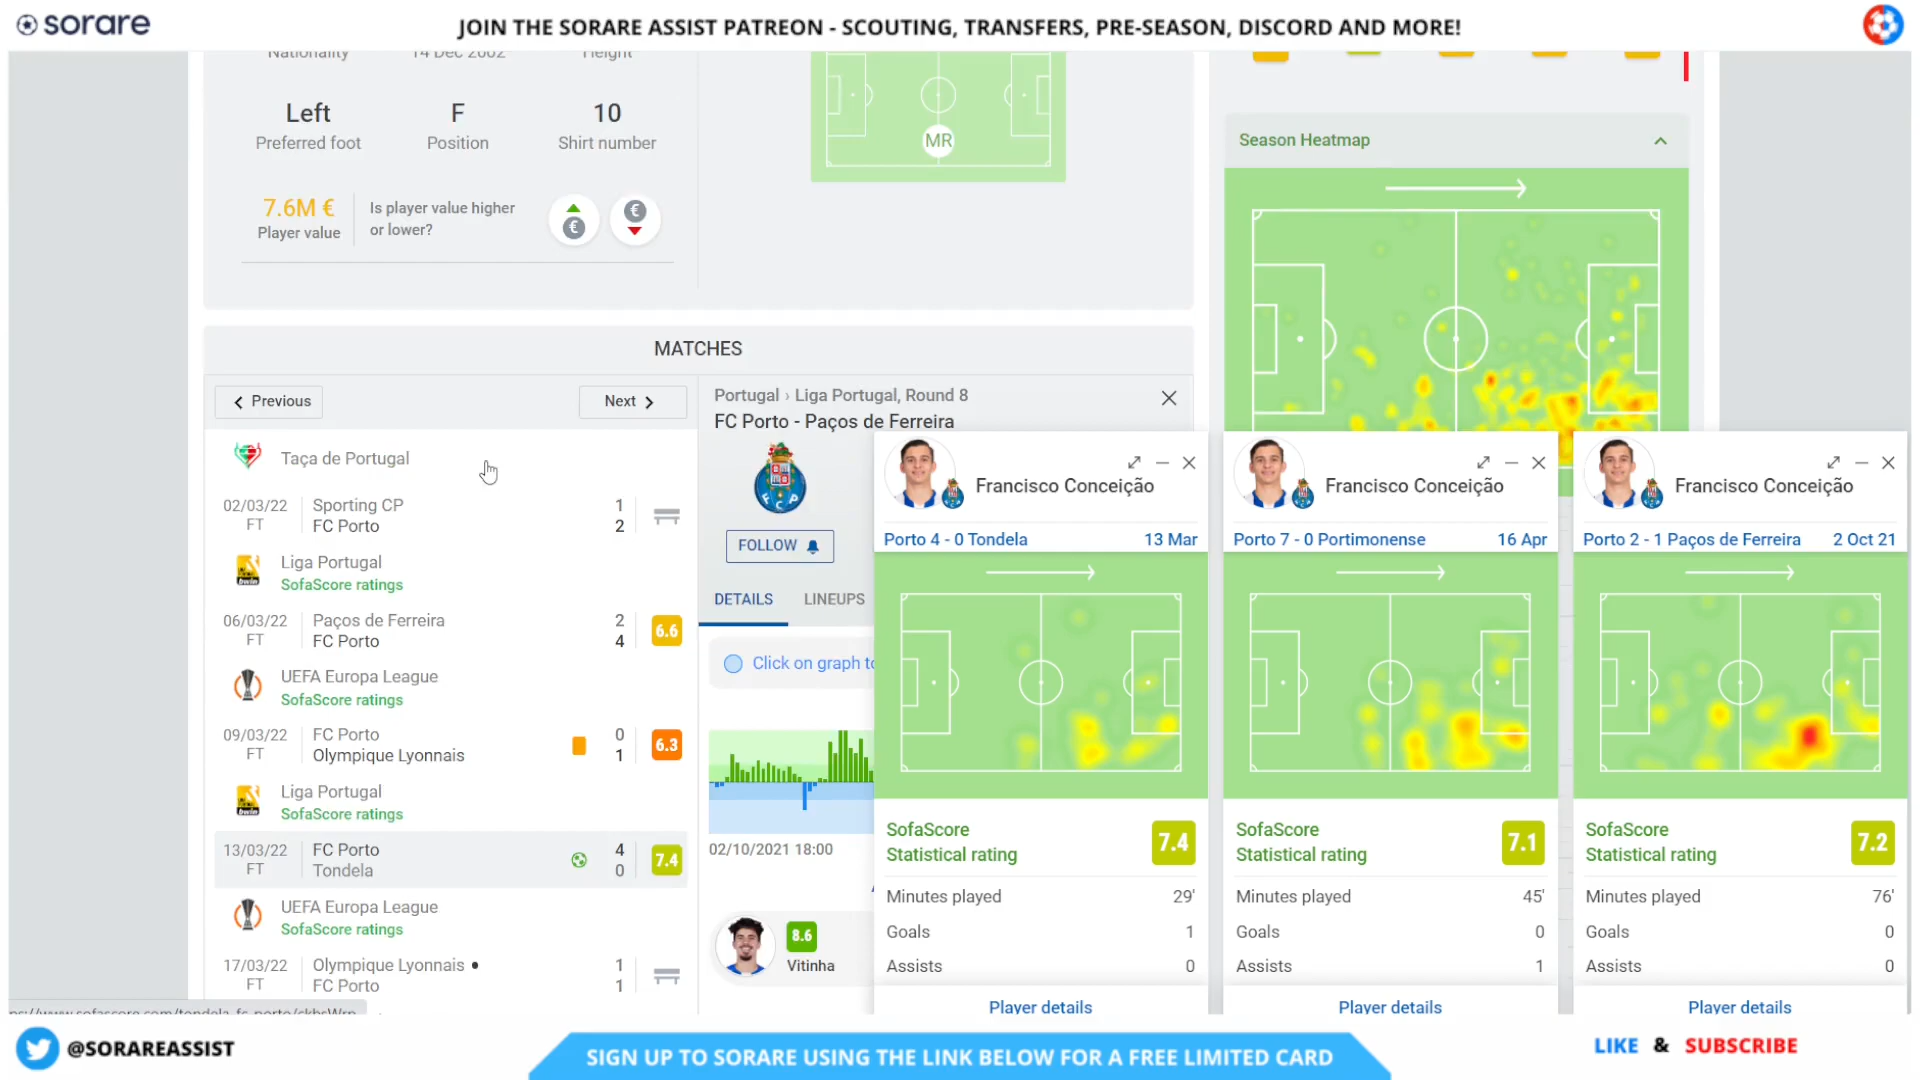 sorare
JOIN THE SORARE ASSIST PATREON - SCOUTING, TRANSFERS, PRE-SEASON, DISCORD AND MORE!
Nationality
14 Dec 2002
Height
Left
Preferred foot
F
Position
10
Shirt number
7.6M €
Player value
Is player value higher
or lower?
€
€
MR
Season Heatmap
MATCHES
Previous
Next
Taça de Portugal
02/03/22
FT
Sporting CP
FC Porto
1
2
Liga Portugal
SofaScore ratings
06/03/22
FT
Paços de Ferreira
FC Porto
2
4
6.6
UEFA Europa League
SofaScore ratings
09/03/22
FT
FC Porto
Olympique Lyonnais
0
1
6.3
Liga Portugal
SofaScore ratings
13/03/22
FT
FC Porto
Tondela
4
0
7.4
UEFA Europa League
SofaScore ratings
17/03/22
FT
Olympique Lyonnais
FC Porto
1
1
Portugal › Liga Portugal, Round 8
FC Porto - Paços de Ferreira
FOLLOW
DETAILS
LINEUPS
Click on graph to
02/10/2021 18:00
8.6
Vitinha
Francisco Conceição
Porto 4 - 0 Tondela
13 Mar
SofaScore
Statistical rating
7.4
Minutes played
29'
Goals
1
Assists
0
Player details
Francisco Conceição
Porto 7 - 0 Portimonense
16 Apr
SofaScore
Statistical rating
7.1
Minutes played
45'
Goals
0
Assists
1
Player details
Francisco Conceição
Porto 2 - 1 Paços de Ferreira
2 Oct 21
SofaScore
Statistical rating
7.2
Minutes played
76'
Goals
0
Assists
0
Player details
@SORAREASSIST
SIGN UP TO SORARE USING THE LINK BELOW FOR A FREE LIMITED CARD
LIKE & SUBSCRIBE